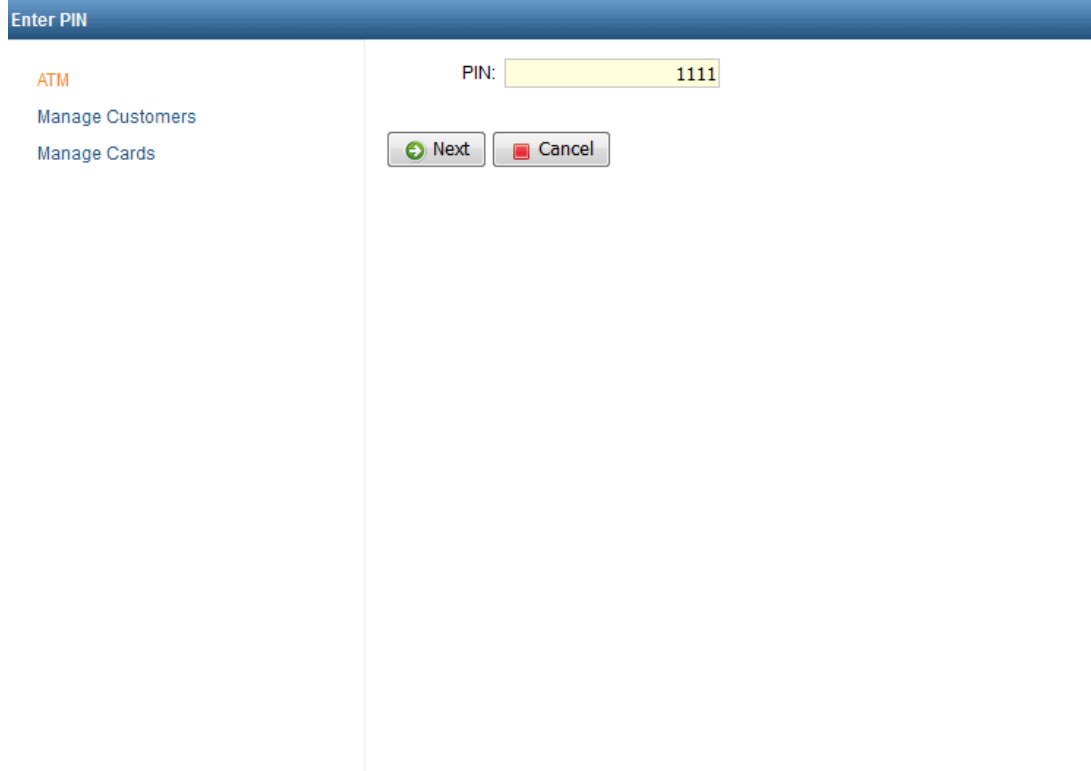 Enter PIN
ATM
Manage Customers
Manage Cards
PIN: 1111
Next Cancel